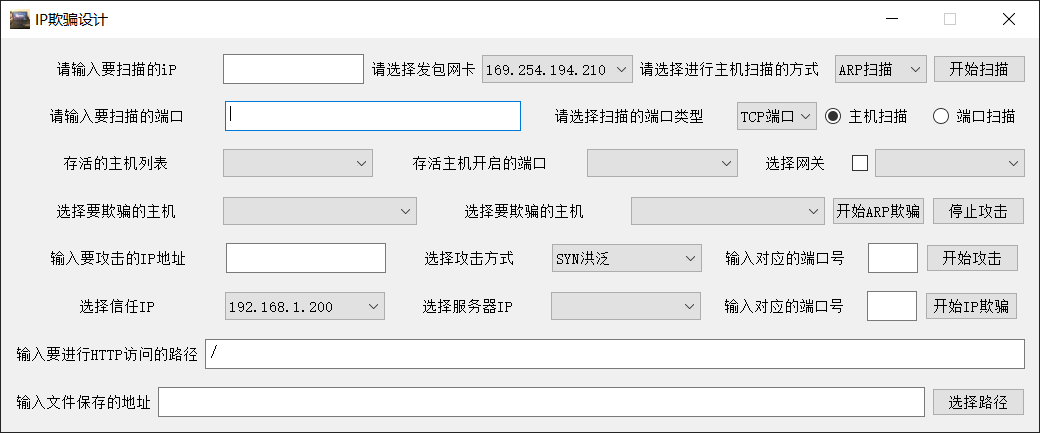 IP欺骗设计
请输入要扫描的iP 请选择发包网卡 169.254.194.210 请选择进行主机扫描的方式 ARP扫描 开始扫描
请输入要扫描的端口 请选择扫描的端口类型 TCP端口 主机扫描 端口扫描
存活的主机列表 存活主机开启的端口 选择网关
选择要欺骗的主机 选择要欺骗的主机 开始ARP欺骗 停止攻击
输入要攻击的IP地址 选择攻击方式 SYN洪泛 输入对应的端口号 开始攻击
选择信任IP 192.168.1.200 选择服务器IP 输入对应的端口号 开始IP欺骗
输入要进行HTTP访问的路径 /
输入文件保存的地址 选择路径